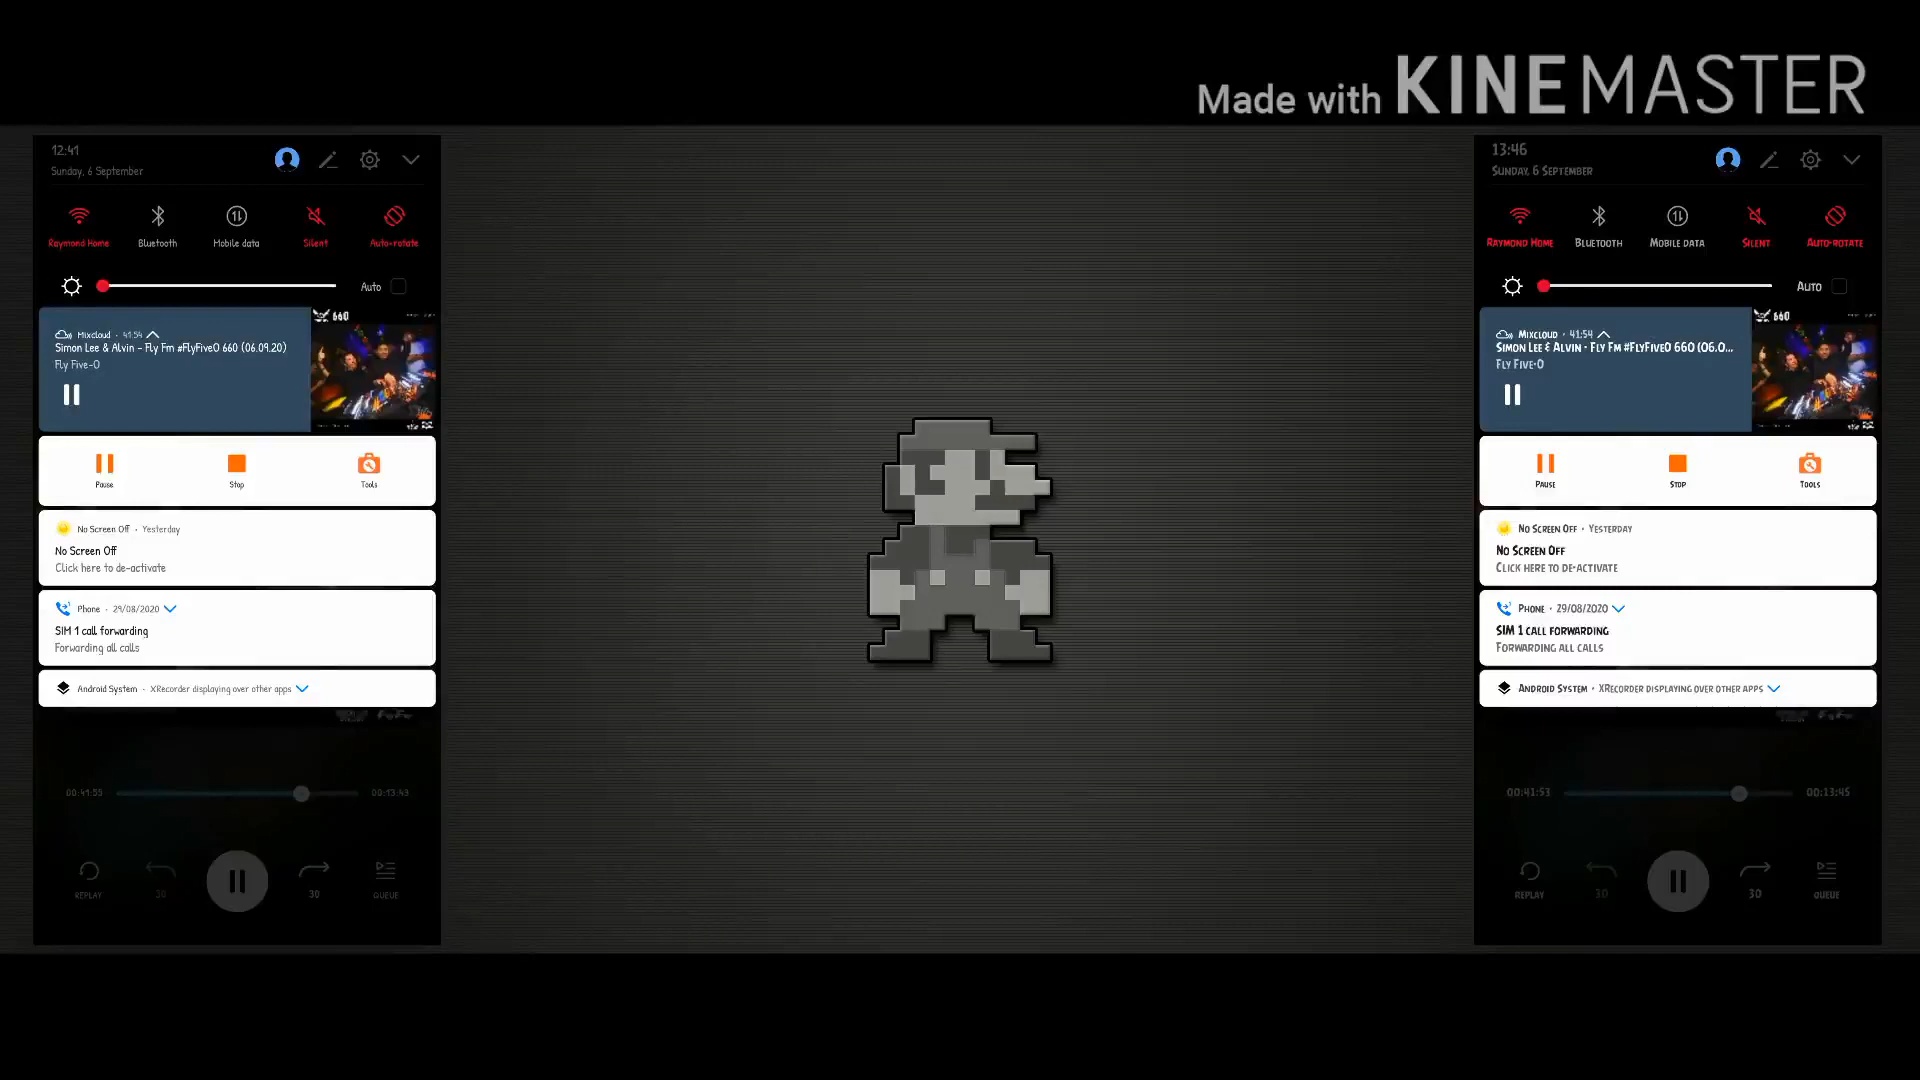 Made with KINEMASTER
12:41
Sunday, 6 September
Raymond Home
Bluetooth
Mobile data
Silent
Auto-rotate
Auto
Mixcloud · 41:54
Simon Lee & Alvin - Fly Fm #FlyFiveO 660 (06.09.20)
Fly Five-O
660
Pause
Stop
Tools
No Screen Off · Yesterday
No Screen Off
Click here to de-activate
Phone · 29/08/2020
SIM 1 call forwarding
Forwarding all calls
Android System · XRecorder displaying over other apps
00:41:55
00:13:43
REPLAY
30
30
QUEUE
13:46
SUNDAY, 6 SEPTEMBER
RAYMOND HOME
BLUETOOTH
MOBILE DATA
SILENT
AUTO-ROTATE
AUTO
MIXCLOUD · 41:54
SIMON LEE & ALVIN - FLY FM #FLYFIVEO 660 (06.0...
FLY FIVE-O
660
PAUSE
STOP
TOOLS
NO SCREEN OFF · YESTERDAY
NO SCREEN OFF
CLICK HERE TO DE-ACTIVATE
PHONE · 29/08/2020
SIM 1 CALL FORWARDING
FORWARDING ALL CALLS
ANDROID SYSTEM · XRECORDER DISPLAYING OVER OTHER APPS
00:41:53
00:13:45
REPLAY
30
30
QUEUE